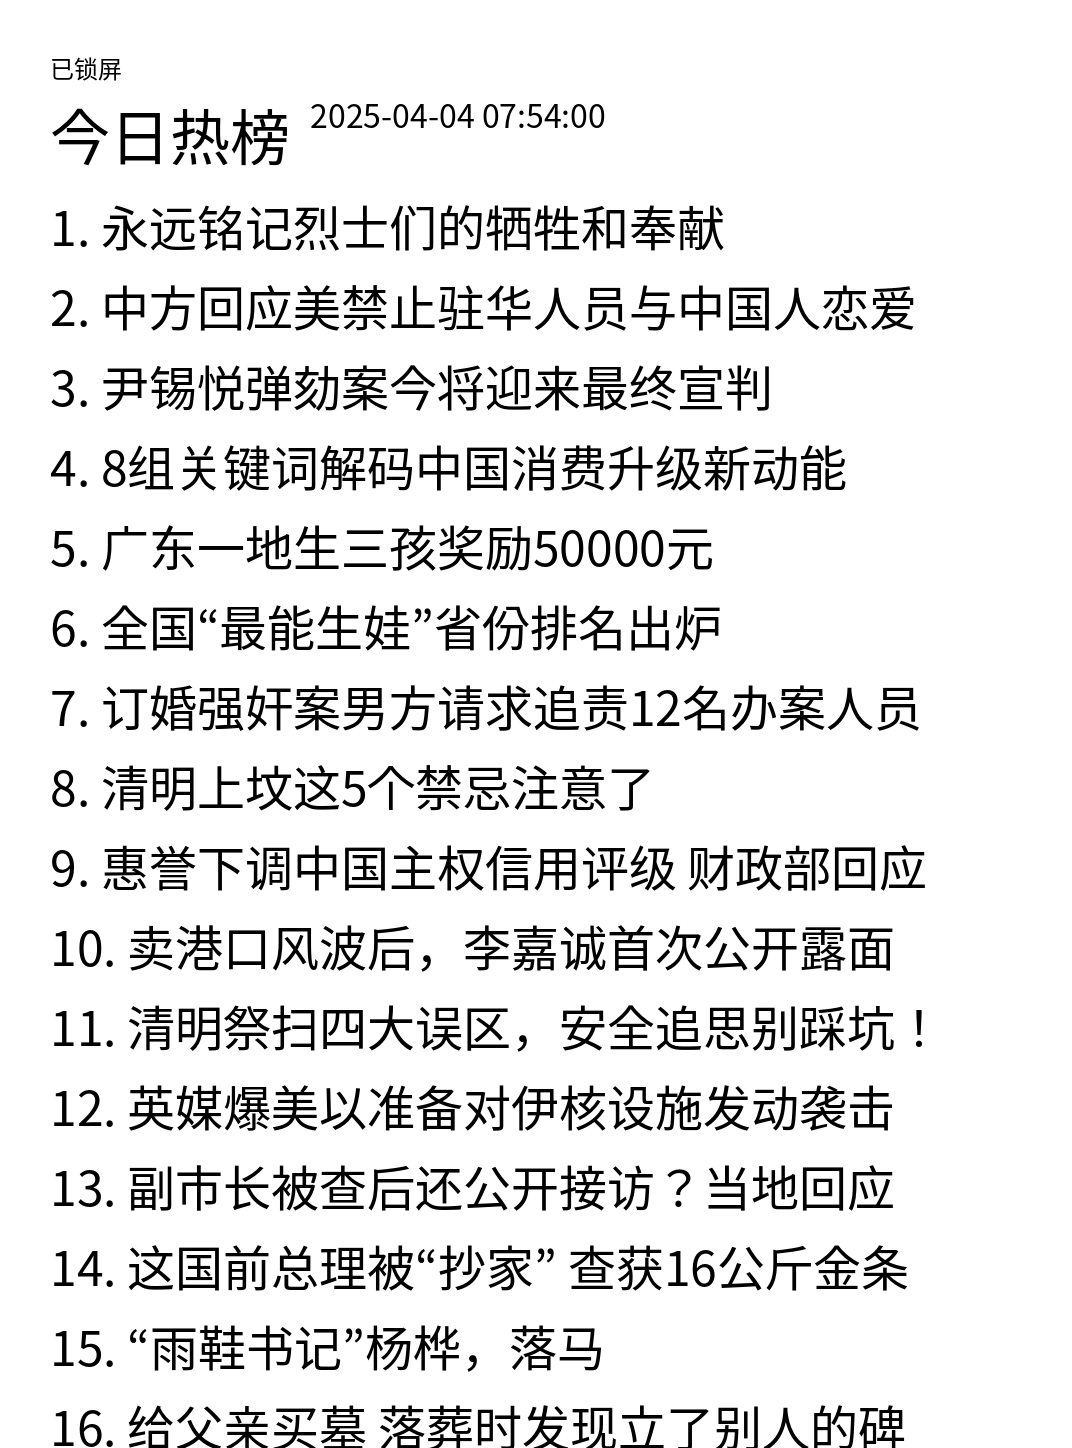 已锁屏
今日热榜 2025-04-04 07:54:00
1. 永远铭记烈士们的牺牲和奉献
2. 中方回应美禁止驻华人员与中国人恋爱
3. 尹锡悦弹劾案今将迎来最终宣判
4. 8组关键词解码中国消费升级新动能
5. 广东一地生三孩奖励50000元
6. 全国“最能生娃”省份排名出炉
7. 订婚强奸案男方请求追责12名办案人员
8. 清明上坟这5个禁忌注意了
9. 惠誉下调中国主权信用评级 财政部回应
10. 卖港口风波后，李嘉诚首次公开露面
11. 清明祭扫四大误区，安全追思别踩坑！
12. 英媒爆美以准备对伊核设施发动袭击
13. 副市长被查后还公开接访？当地回应
14. 这国前总理被“抄家” 查获16公斤金条
15. “雨鞋书记”杨桦，落马
16. 给父亲买墓 落葬时发现立了别人的碑